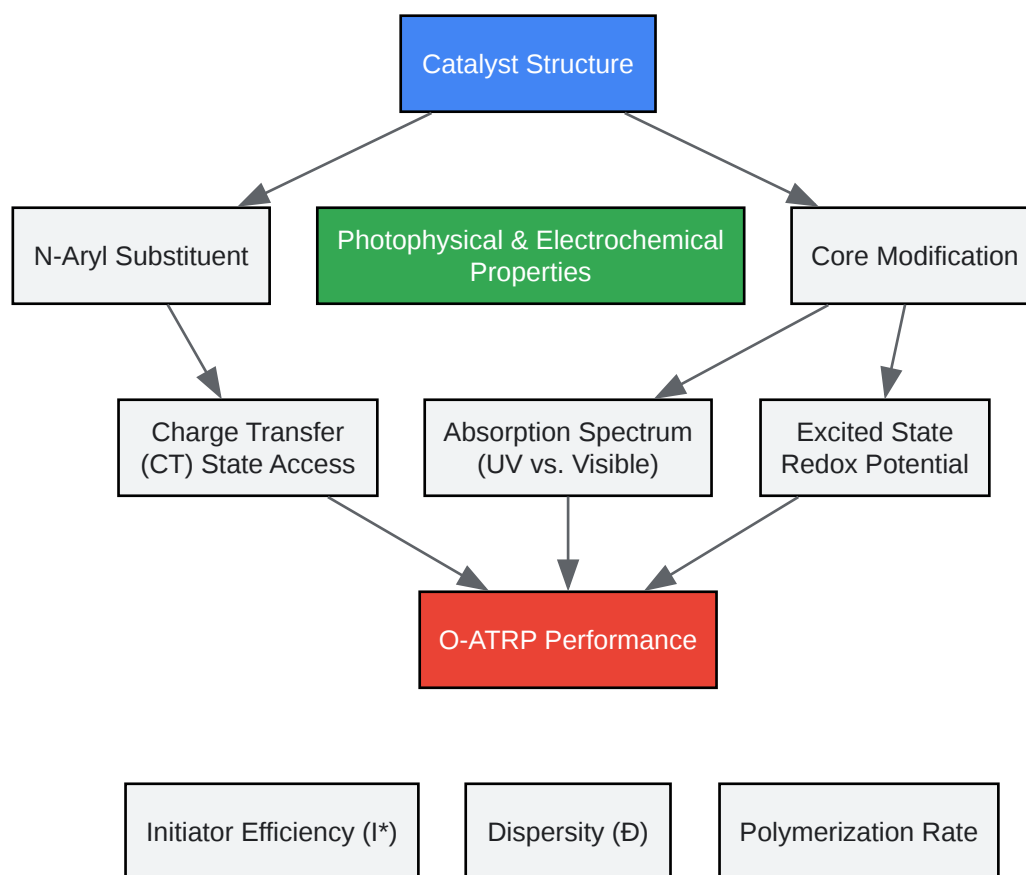 Catalyst Structure
N-Aryl Substituent
Photophysical & Electrochemical
Properties
Core Modification
Charge Transfer
(CT) State Access
Absorption Spectrum
(UV vs. Visible)
Excited State
Redox Potential
O-ATRP Performance
Initiator Efficiency (I*)
Dispersity (Đ)
Polymerization Rate